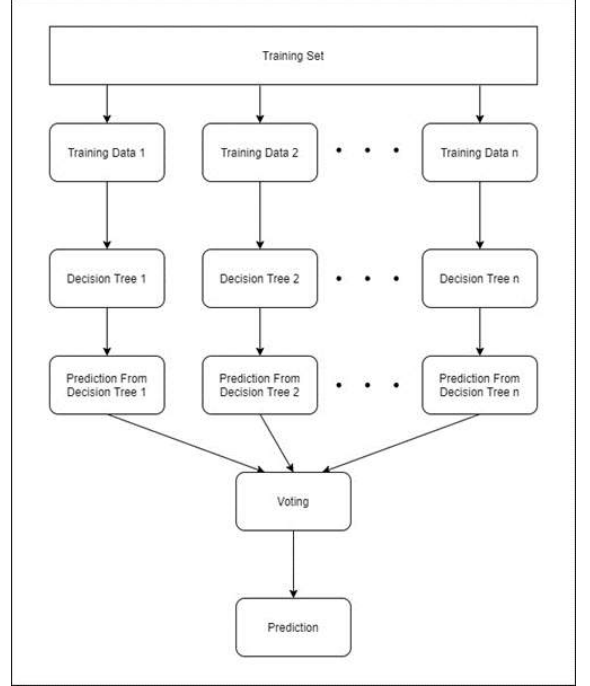 Training Set
Training Data 1
Training Data 2
Training Data n
Decision Tree 1
Decision Tree 2
Decision Tree n
Prediction From
Decision Tree 1
Prediction From
Decision Tree 2
Prediction From
Decision Tree n
Voting
Prediction